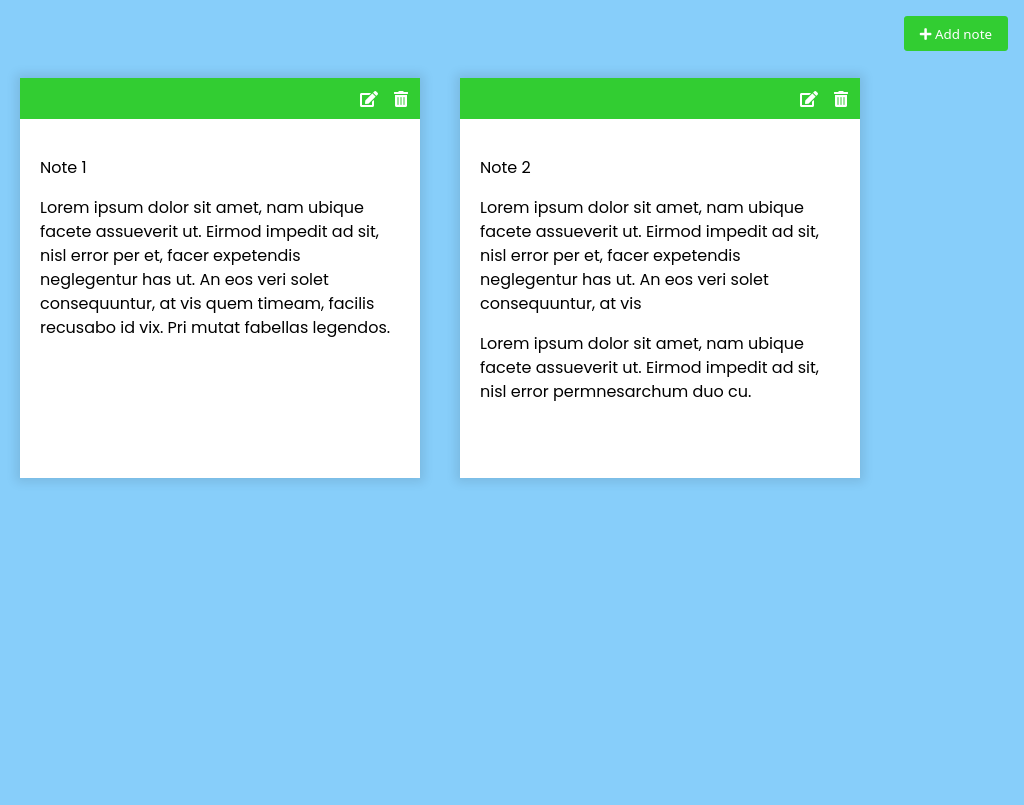 Add note
Note 1
Lorem ipsum dolor sit amet, nam ubique
facete assueverit ut. Eirmod impedit ad sit,
nisl error per et, facer expetendis
neglegentur has ut. An eos veri solet
consequuntur, at vis quem timeam, facilis
recusabo id vix. Pri mutat fabellas legendos.
Note 2
Lorem ipsum dolor sit amet, nam ubique
facete assueverit ut. Eirmod impedit ad sit,
nisl error per et, facer expetendis
neglegentur has ut. An eos veri solet
consequuntur, at vis
Lorem ipsum dolor sit amet, nam ubique
facete assueverit ut. Eirmod impedit ad sit,
nisl error permnesarchum duo cu.